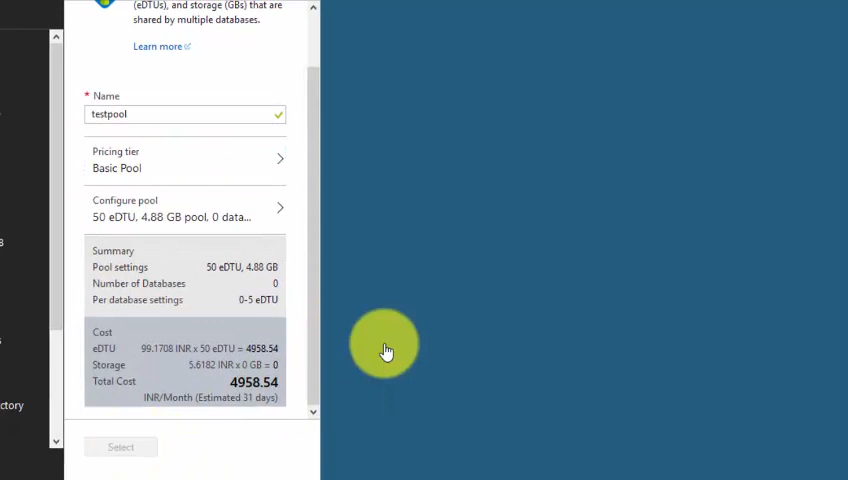 (eDTUs), and storage (GBs) that are
shared by multiple databases.
Learn more
* Name
testpool
Pricing tier
Basic Pool
Configure pool
50 eDTU, 4.88 GB pool, 0 data...
Summary
Pool settings 50 eDTU, 4.88 GB
Number of Databases 0
Per database settings 0-5 eDTU
Cost
eDTU 99.1708 INR x 50 eDTU = 4958.54
Storage 5.6182 INR x 0 GB = 0
Total Cost 4958.54
INR/Month (Estimated 31 days)
ctory
Select